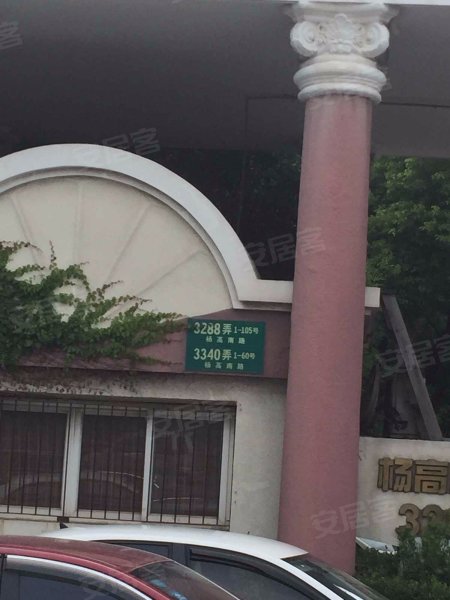 3288弄 1-105号
杨高南路
3340弄 1-60号
杨高南路
杨高
安居客
安居客
安居客
安居客
安居客